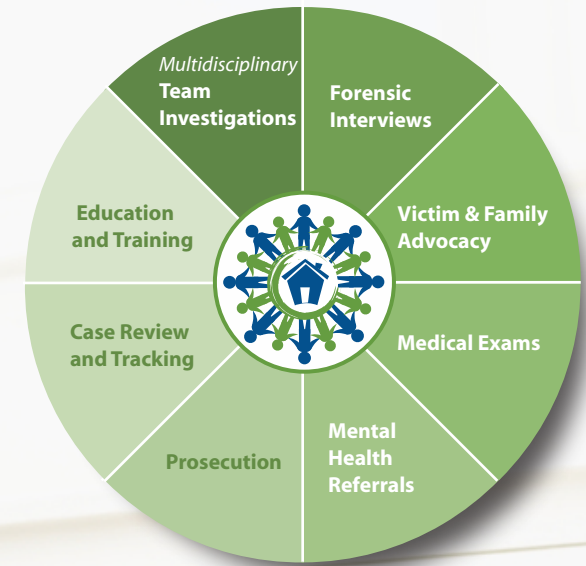 Multidisciplinary
Team
Investigations
Forensic
Interviews
Victim & Family
Advocacy
Medical Exams
Mental
Health
Referrals
Prosecution
Case Review
and Tracking
Education
and Training